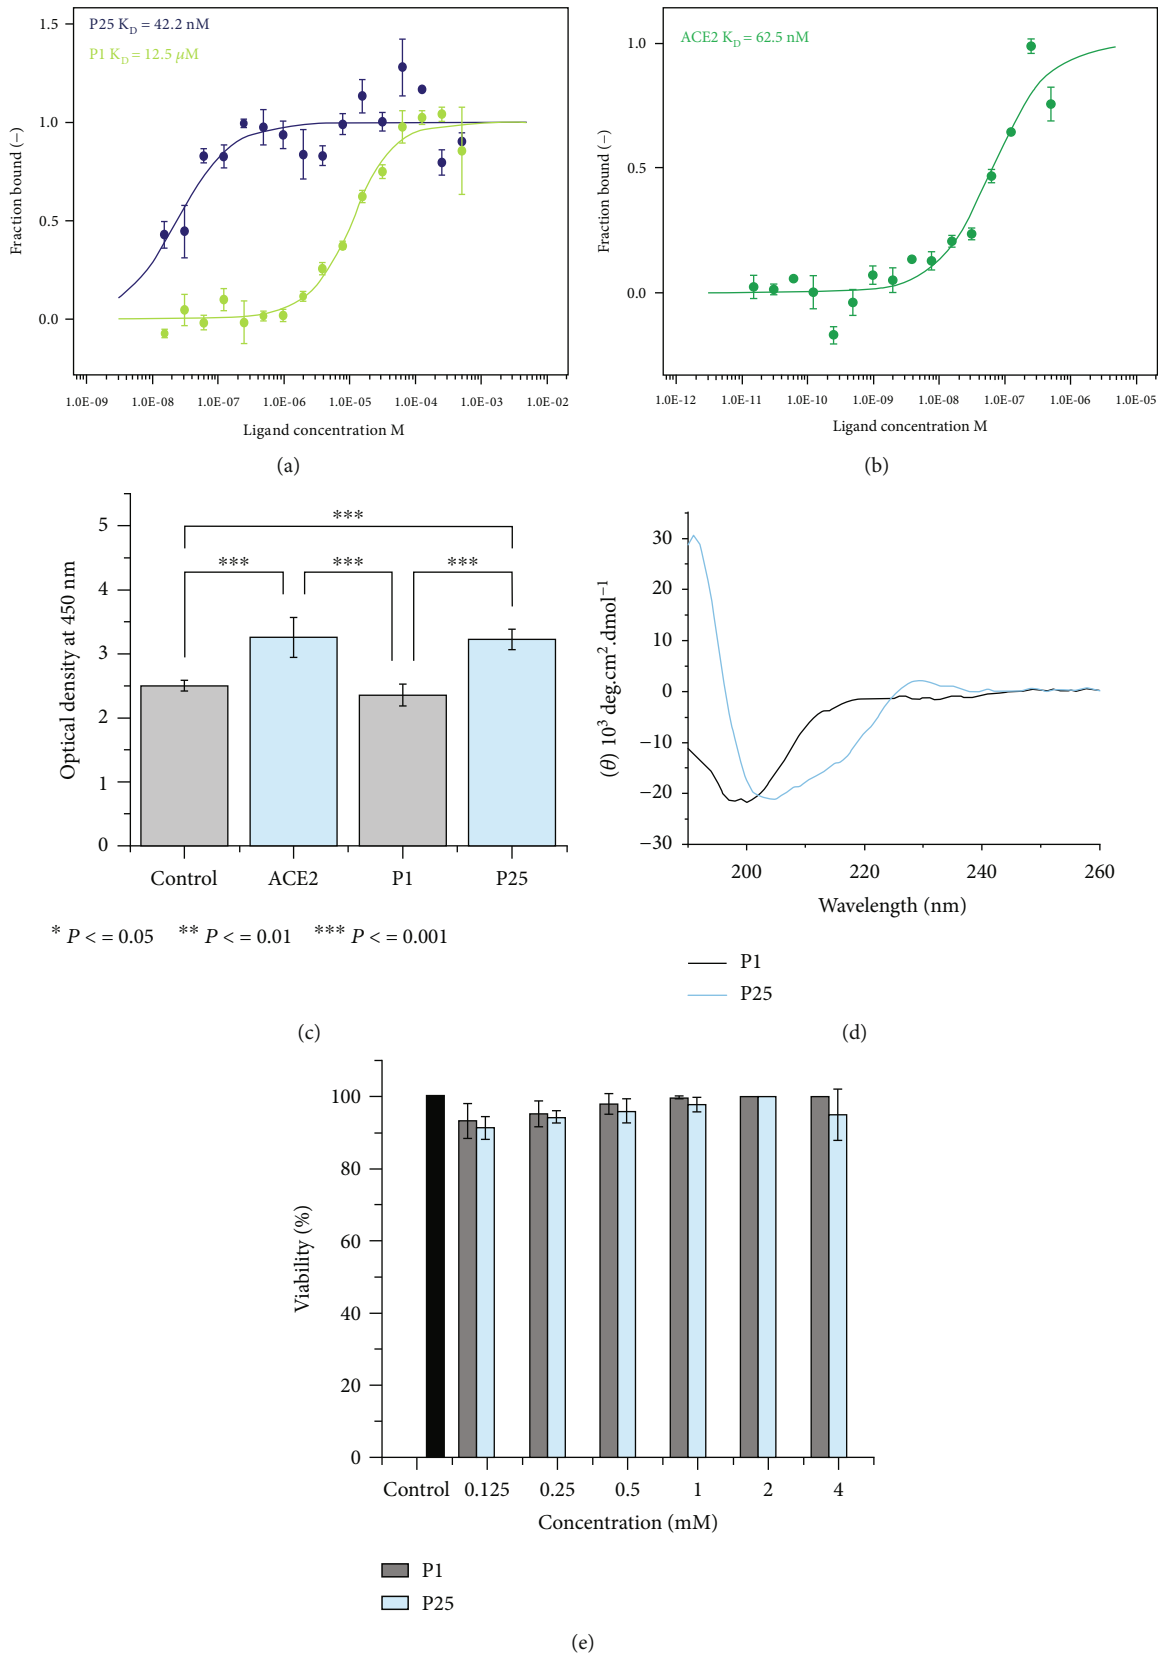 P25 K_D = 42.2 nM
P1 K_D = 12.5 μM
1.5
1.0
0.5
0.0
Fraction bound (−)
1.0E−09 1.0E−08 1.0E−07 1.0E−06 1.0E−05 1.0E−04 1.0E−03 1.0E−02
Ligand concentration M
(a)
ACE2 K_D = 62.5 nM
1.0
0.5
0.0
Fraction bound (−)
1.0E−12 1.0E−11 1.0E−10 1.0E−09 1.0E−08 1.0E−07 1.0E−06 1.0E−05
Ligand concentration M
(b)
***
*** *** ***
5
4
3
2
1
0
Optical density at 450 nm
Control ACE2 P1 P25
* P < = 0.05 ** P < = 0.01 *** P < = 0.001
(c)
30
20
10
0
−10
−20
−30
(θ) 10³ deg.cm².dmol⁻¹
200 220 240 260
Wavelength (nm)
P1
P25
(d)
100
80
60
40
20
0
Viability (%)
Control 0.125 0.25 0.5 1 2 4
Concentration (mM)
P1
P25
(e)